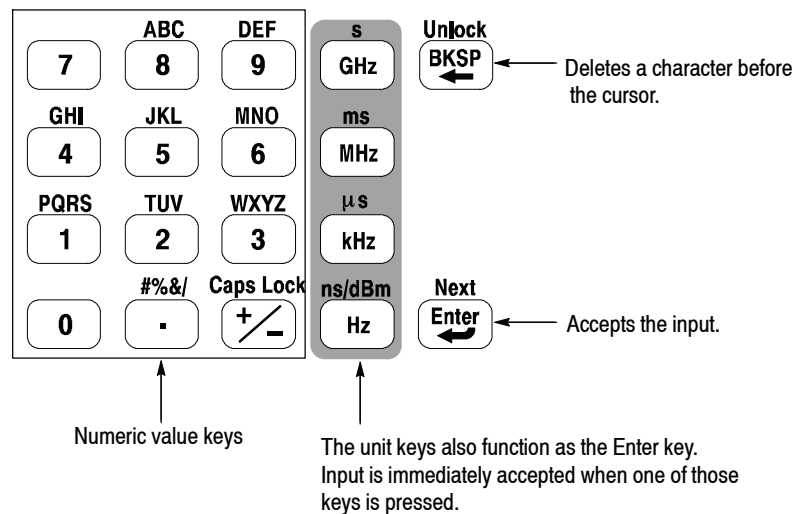 ABC DEF s Unlock
7 8 9 GHz BKSP
Deletes a character before
the cursor.
GHI JKL MNO ms
4 5 6 MHz
PQRS TUV WXYZ μs
1 2 3 kHz
#%&/ Caps Lock ns/dBm Next
0 . +/- Hz Enter
Accepts the input.
Numeric value keys
The unit keys also function as the Enter key.
Input is immediately accepted when one of those
keys is pressed.